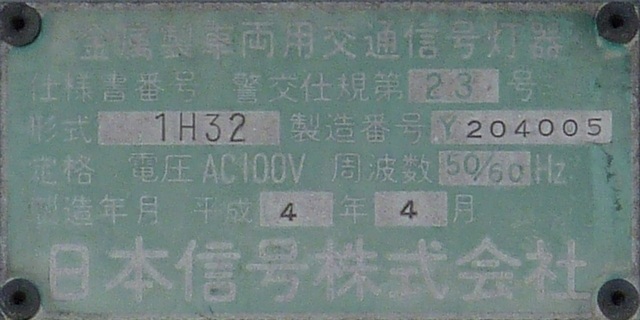 金属製車両用交通信号灯器
仕様書番号 警交仕規第 23 号
形式 1H32 製造番号 Y204005
定格 電圧 AC100V 周波数 50/60 Hz
製造年月 平成 4 年 4 月
日本信号株式会社